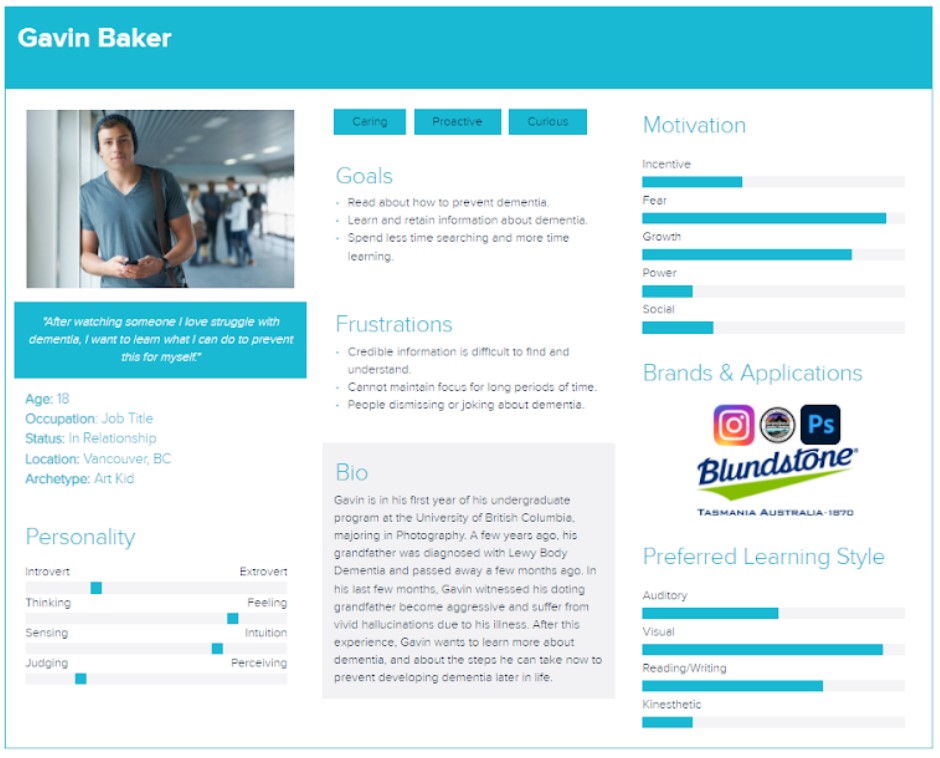 Gavin Baker
"After watching someone I love struggle with
dementia, I want to learn what I can do to prevent
this for myself."
Age: 18
Occupation: Job Title
Status: In Relationship
Location: Vancouver, BC
Archetype: Art Kid
Personality
Introvert Extrovert
Thinking Feeling
Sensing Intuition
Judging Perceiving
Caring Proactive Curious
Goals
Read about how to prevent dementia.
Learn and retain information about dementia.
Spend less time searching and more time
learning.
Frustrations
Credible information is difficult to find and
understand.
Cannot maintain focus for long periods of time.
People dismissing or joking about dementia.
Bio
Gavin is in his first year of his undergraduate
program at the University of British Columbia,
majoring in Photography. A few years ago, his
grandfather was diagnosed with Lewy Body
Dementia and passed away a few months ago. In
his last few months, Gavin witnessed his doting
grandfather become aggressive and suffer from
vivid hallucinations due to his illness. After this
experience, Gavin wants to learn more about
dementia, and about the steps he can take now to
prevent developing dementia later in life.
Motivation
Incentive
Fear
Growth
Power
Social
Brands & Applications
Ps
Blundstone®
TASMANIA AUSTRALIA-1870
Preferred Learning Style
Auditory
Visual
Reading/Writing
Kinesthetic